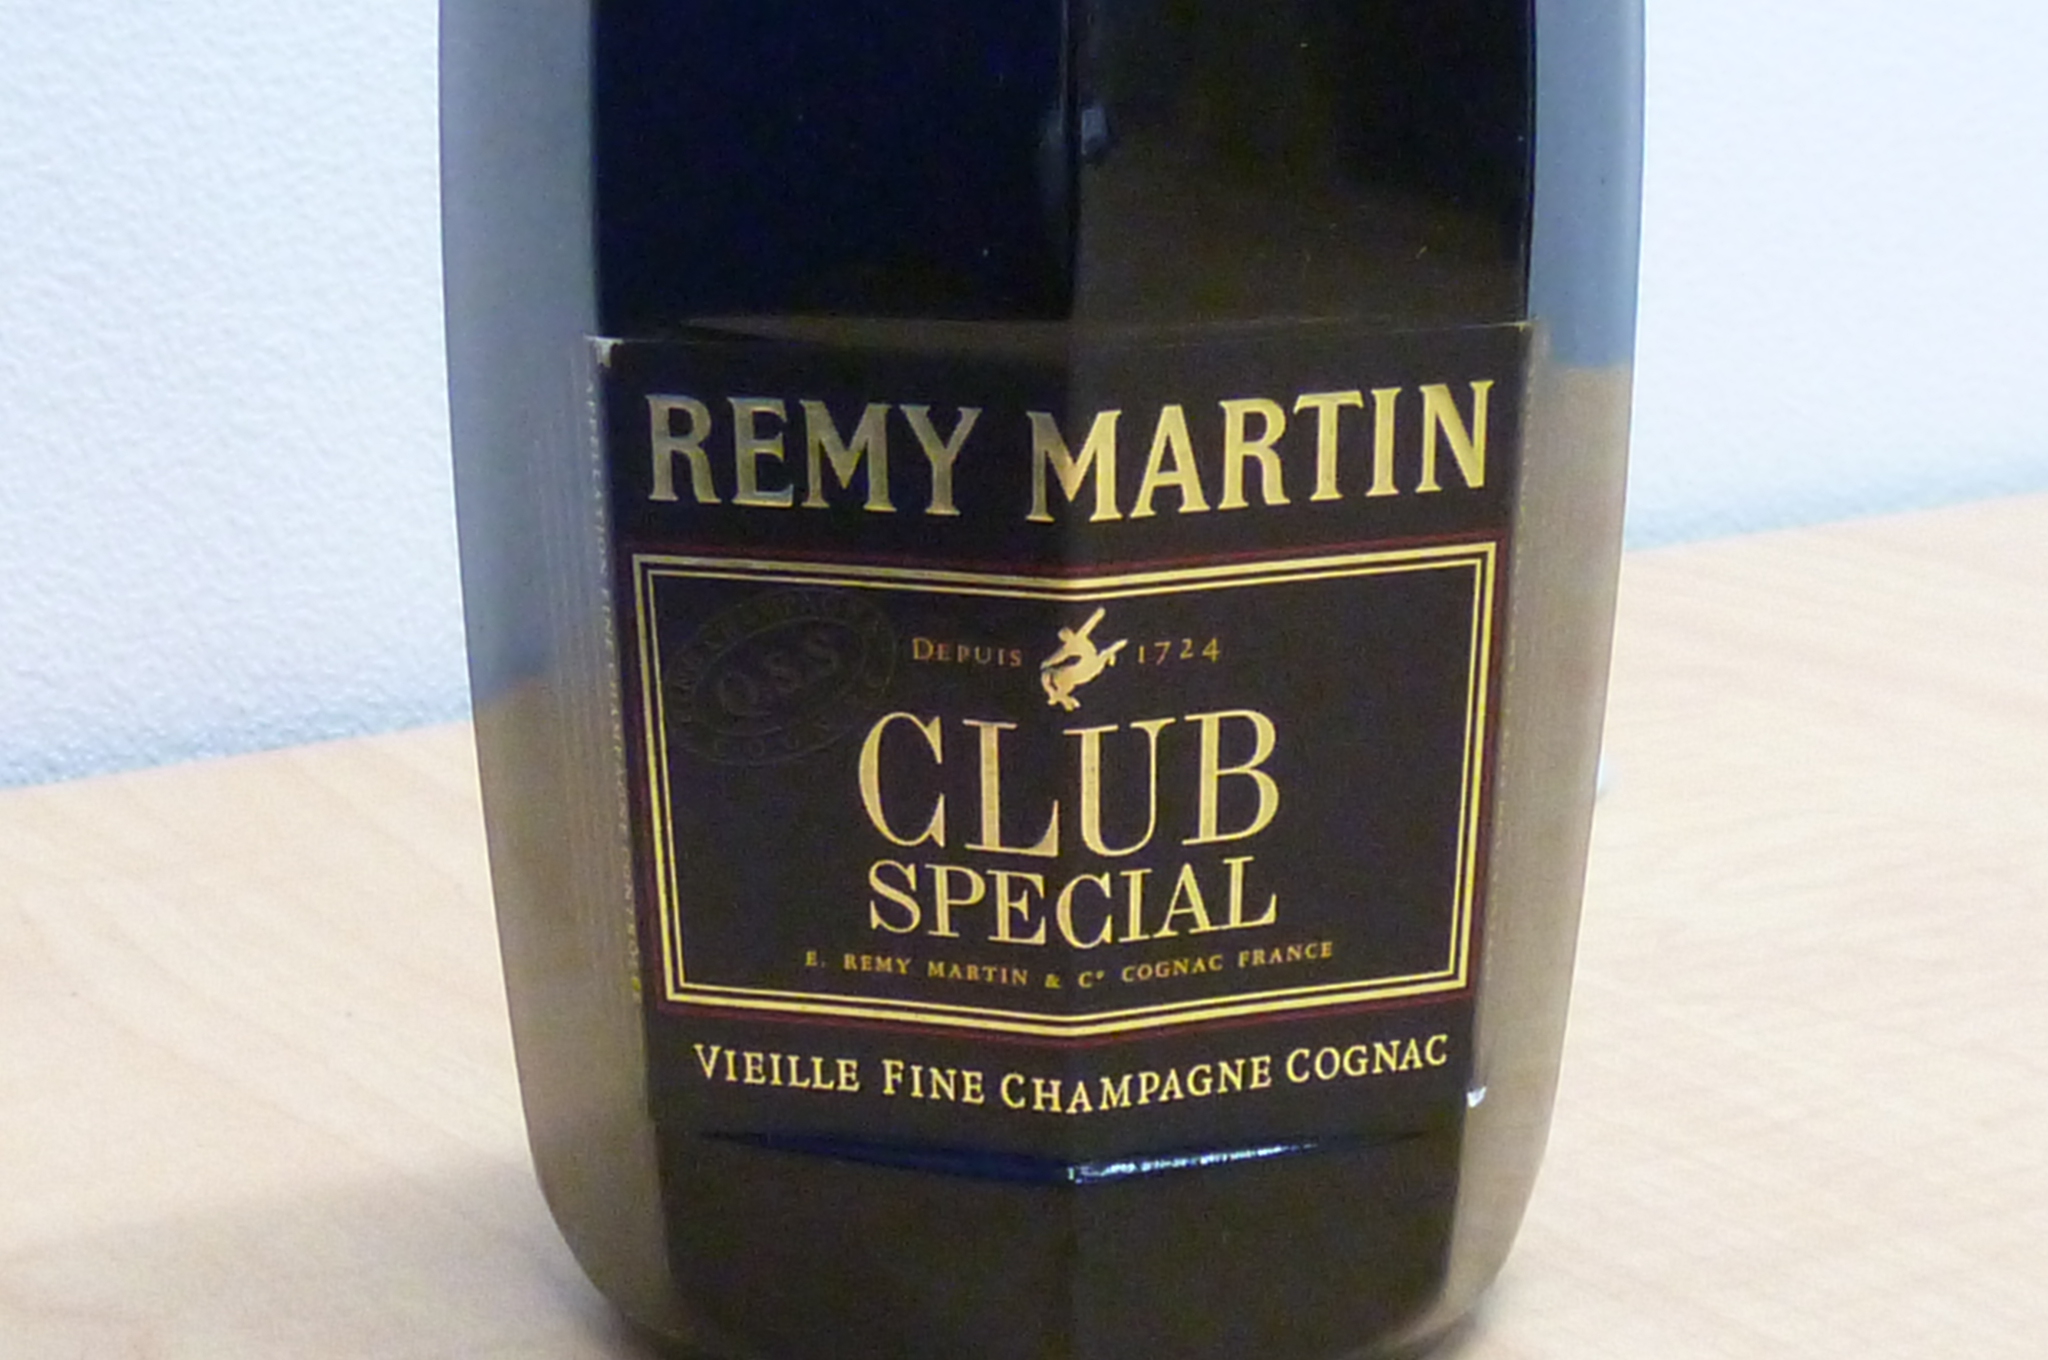 REMY MARTIN
DEPUIS 1724
Q.S.S
CLUB
SPECIAL
E. REMY MARTIN & Cº COGNAC FRANCE
VIEILLE FINE CHAMPAGNE COGNAC